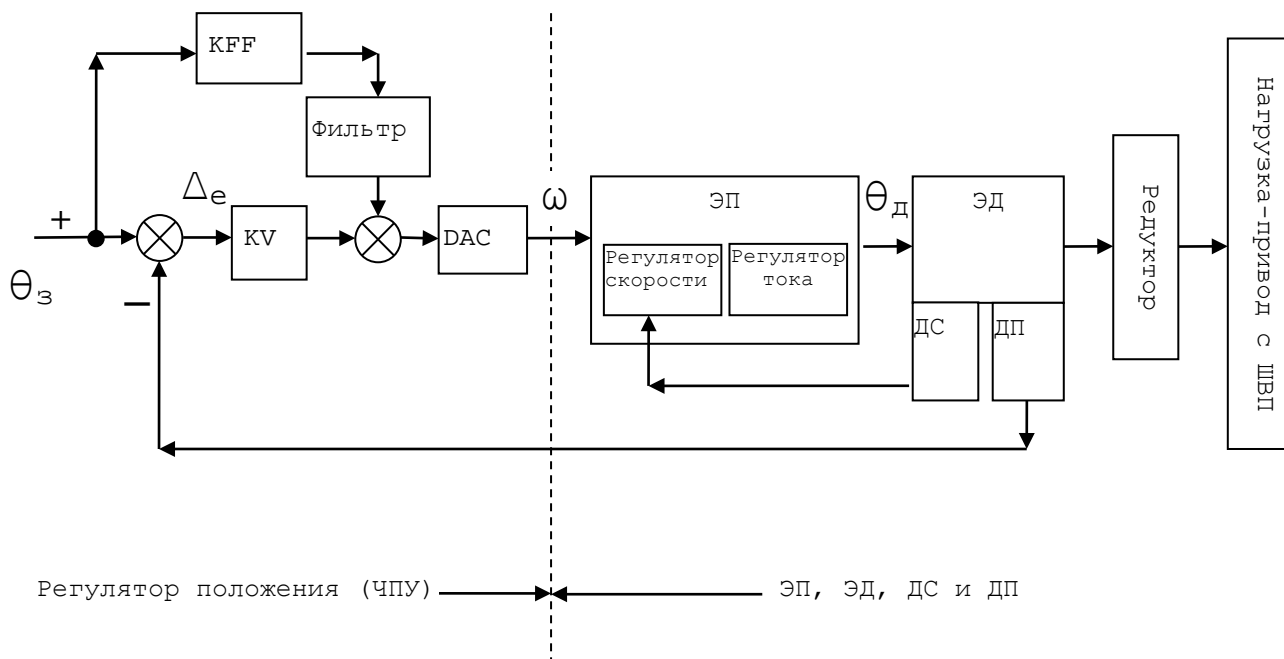 KFF
Фильтр
+
Θз
−
Δe
KV
DAC
ω
ЭП
Регулятор
скорости
Регулятор
тока
Θд
ЭД
ДС
ДП
Редуктор
Нагрузка-привод с ШВП
Регулятор положения (ЧПУ)
ЭП, ЭД, ДС и ДП